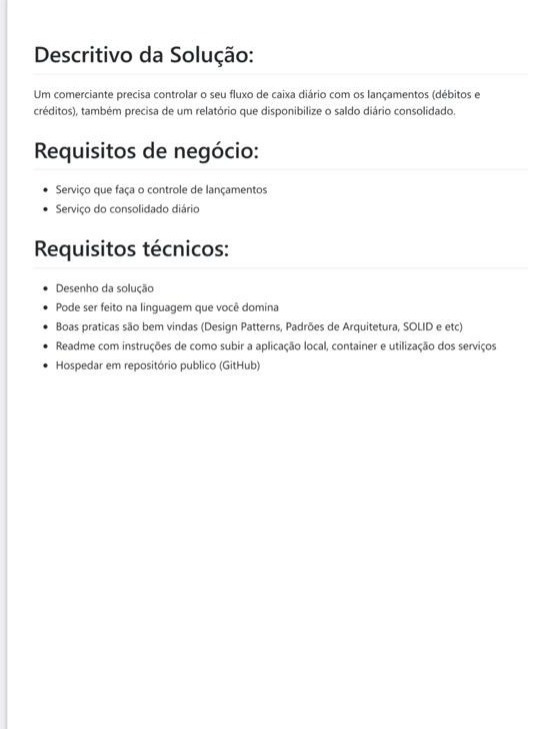 Descritivo da Solução:
Um comerciante precisa controlar o seu fluxo de caixa diário com os lançamentos (débitos e
créditos), também precisa de um relatório que disponibilize o saldo diário consolidado.
Requisitos de negócio:
• Serviço que faça o controle de lançamentos
• Serviço do consolidado diário
Requisitos técnicos:
• Desenho da solução
• Pode ser feito na linguagem que você domina
• Boas praticas são bem vindas (Design Patterns, Padrões de Arquitetura, SOLID e etc)
• Readme com instruções de como subir a aplicação local, container e utilização dos serviços
• Hospedar em repositório publico (GitHub)